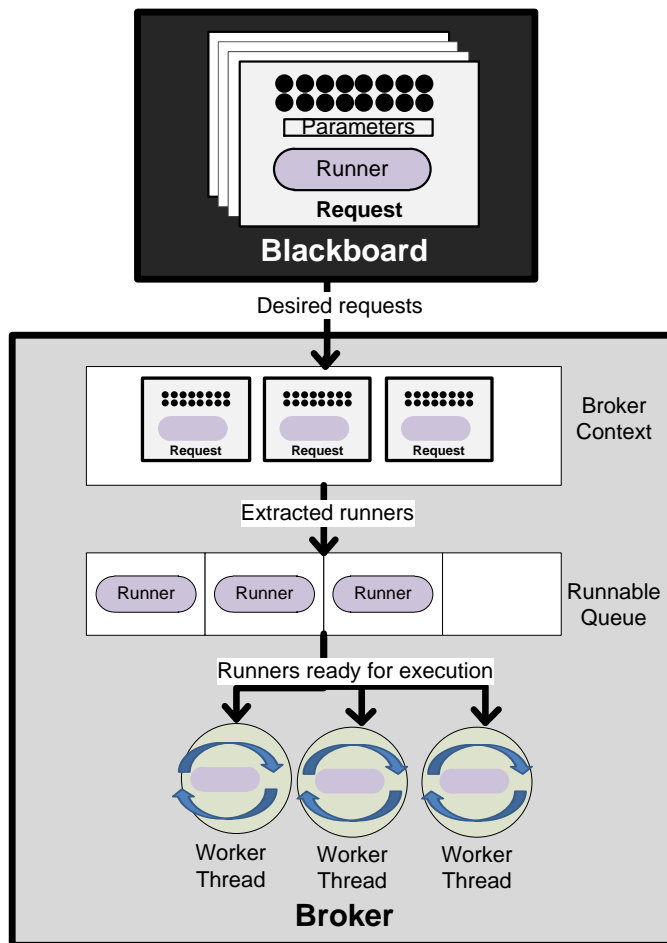 Parameters
Runner
Request
Blackboard
Desired requests
Request
Request
Request
Broker
Context
Extracted runners
Runner
Runner
Runner
Runnable
Queue
Runners ready for execution
Worker
Thread
Worker
Thread
Worker
Thread
Broker